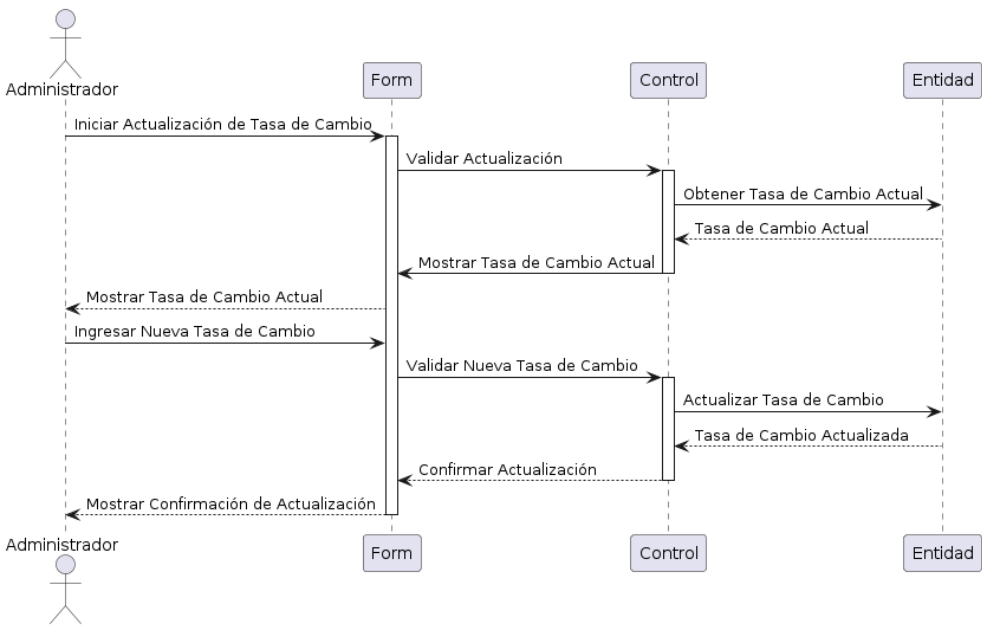 Administrador
Form
Control
Entidad
Iniciar Actualización de Tasa de Cambio
Validar Actualización
Obtener Tasa de Cambio Actual
Tasa de Cambio Actual
Mostrar Tasa de Cambio Actual
Mostrar Tasa de Cambio Actual
Ingresar Nueva Tasa de Cambio
Validar Nueva Tasa de Cambio
Actualizar Tasa de Cambio
Tasa de Cambio Actualizada
Confirmar Actualización
Mostrar Confirmación de Actualización
Administrador
Form
Control
Entidad